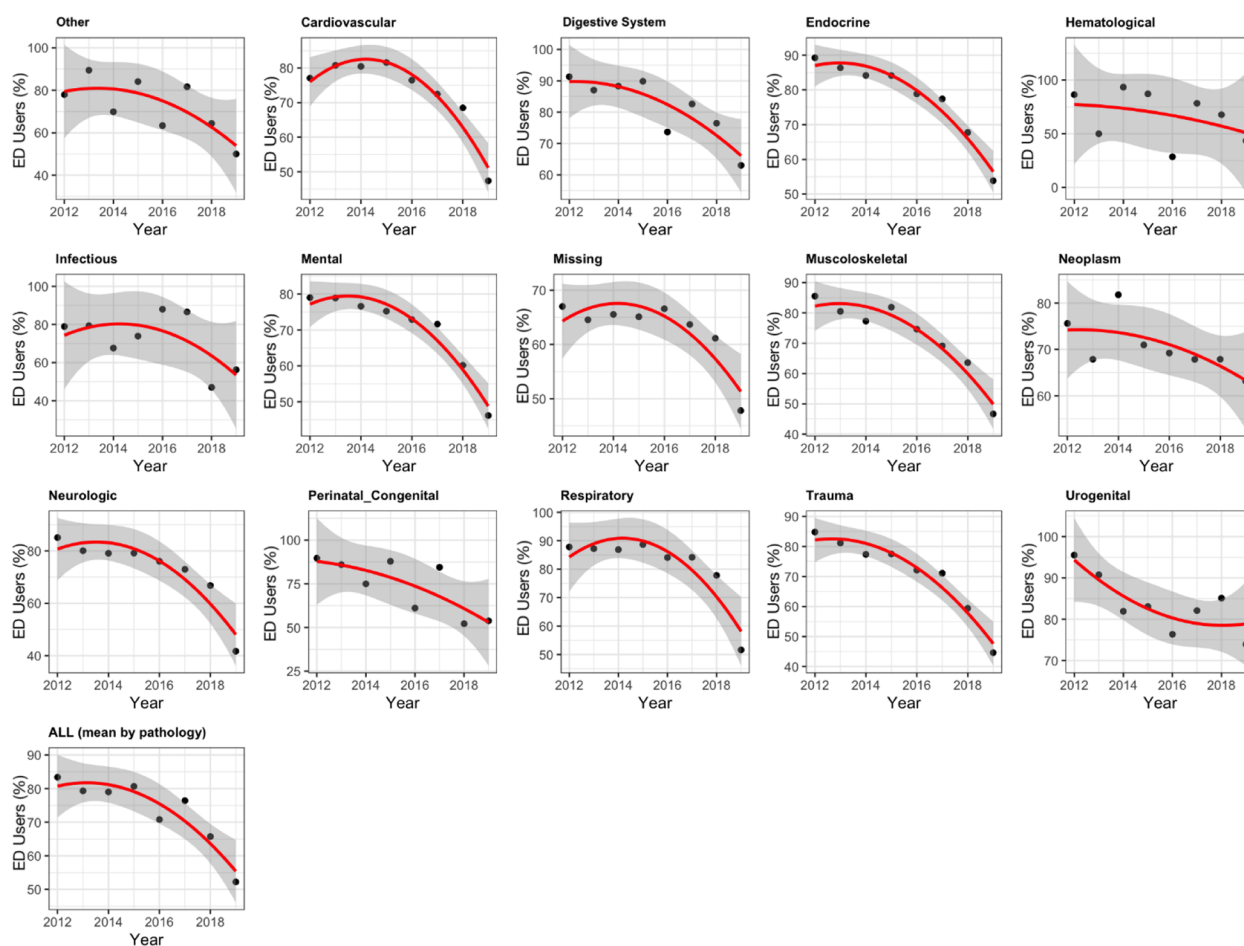 Other
ED Users (%)
100
80
60
40
2012 2014 2016 2018
Year
Cardiovascular
ED Users (%)
80
70
60
50
2012 2014 2016 2018
Year
Digestive System
ED Users (%)
100
90
80
70
60
2012 2014 2016 2018
Year
Endocrine
ED Users (%)
90
80
70
60
50
2012 2014 2016 2018
Year
Hematological
ED Users (%)
100
50
0
2012 2014 2016 2018
Year
Infectious
ED Users (%)
100
80
60
40
2012 2014 2016 2018
Year
Mental
ED Users (%)
80
70
60
50
2012 2014 2016 2018
Year
Missing
ED Users (%)
70
60
50
2012 2014 2016 2018
Year
Muscoloskeletal
ED Users (%)
90
80
70
60
50
40
2012 2014 2016 2018
Year
Neoplasm
ED Users (%)
80
70
60
2012 2014 2016 2018
Year
Neurologic
ED Users (%)
80
60
40
2012 2014 2016 2018
Year
Perinatal_Congenital
ED Users (%)
100
75
50
25
2012 2014 2016 2018
Year
Respiratory
ED Users (%)
100
90
80
70
60
50
2012 2014 2016 2018
Year
Trauma
ED Users (%)
90
80
70
60
50
40
2012 2014 2016 2018
Year
Urogenital
ED Users (%)
100
90
80
70
2012 2014 2016 2018
Year
ALL (mean by pathology)
ED Users (%)
90
80
70
60
50
2012 2014 2016 2018
Year